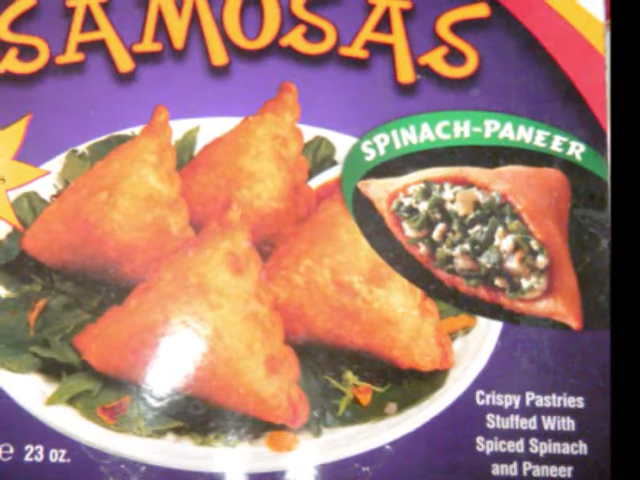 SAMOSAS
SPINACH-PANEER
Crispy Pastries
Stuffed With
Spiced Spinach
and Paneer
e 23 oz.